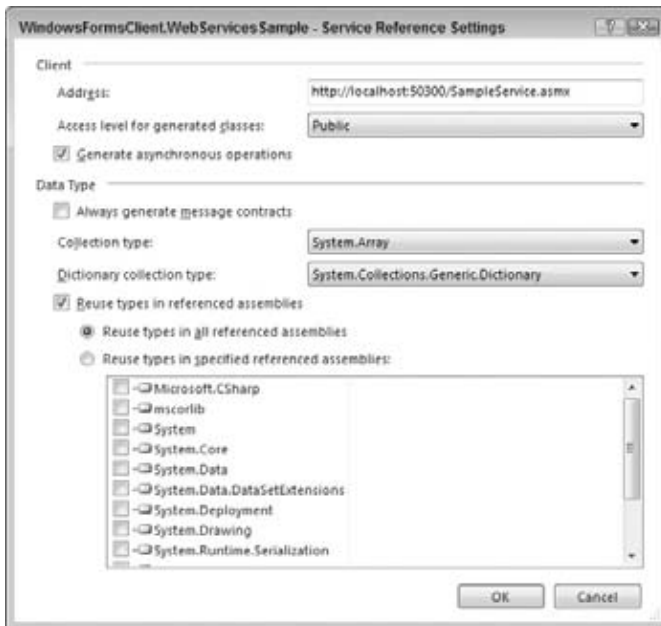 WindowsFormsClient.WebServicesSample - Service Reference Settings
Client
Address: http://localhost:50300/SampleService.asmx
Access level for generated classes: Public
Generate asynchronous operations
Data Type
Always generate message contracts
Collection type: System.Array
Dictionary collection type: System.Collections.Generic.Dictionary
Reuse types in referenced assemblies
Reuse types in all referenced assemblies
Reuse types in specified referenced assemblies:
Microsoft.CSharp
mscorlib
System
System.Core
System.Data
System.Data.DataSetExtensions
System.Deployment
System.Drawing
System.Runtime.Serialization
OK Cancel